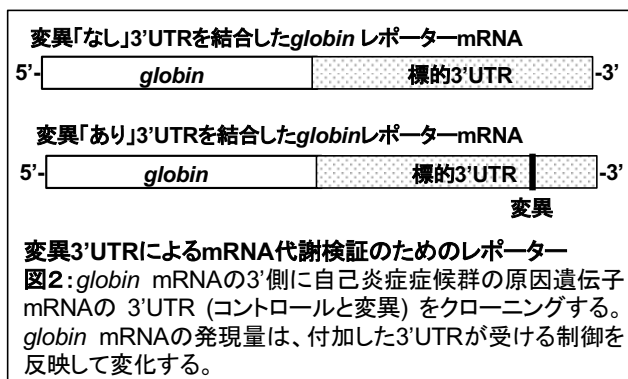 変異「なし」3’UTRを結合したglobin レポーターmRNA
5’- globin 標的3’UTR -3’
変異「あり」3’UTRを結合したglobinレポーターmRNA
5’- globin 標的3’UTR -3’
変異
変異3’UTRによるmRNA代謝検証のためのレポーター
図2:globin mRNAの3’側に自己炎症症候群の原因遺伝子
mRNAの 3’UTR (コントロールと変異) をクローニングする。
globin mRNAの発現量は、付加した3’UTRが受ける制御を
反映して変化する。